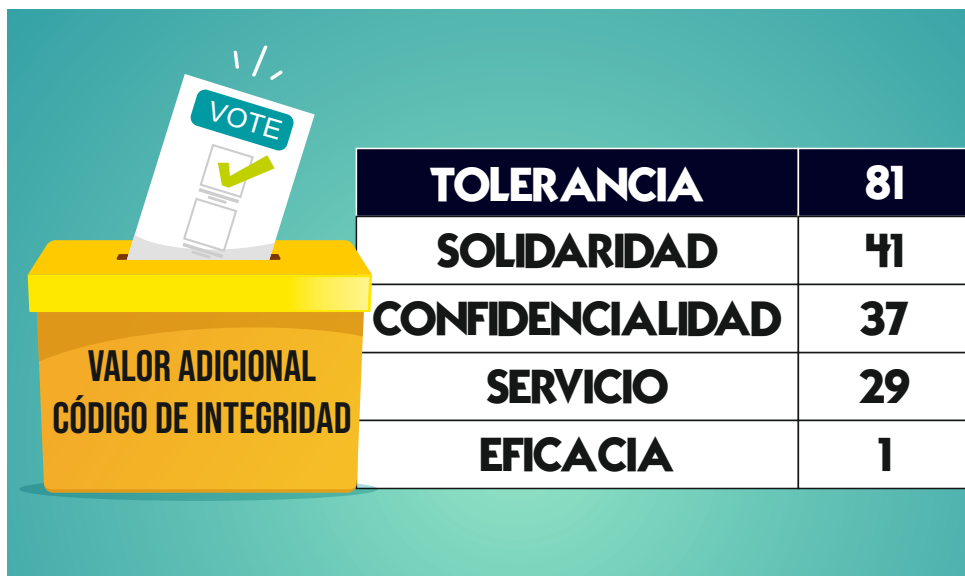 VOTE
VALOR ADICIONAL
CÓDIGO DE INTEGRIDAD
TOLERANCIA 81
SOLIDARIDAD 41
CONFIDENCIALIDAD 37
SERVICIO 29
EFICACIA 1